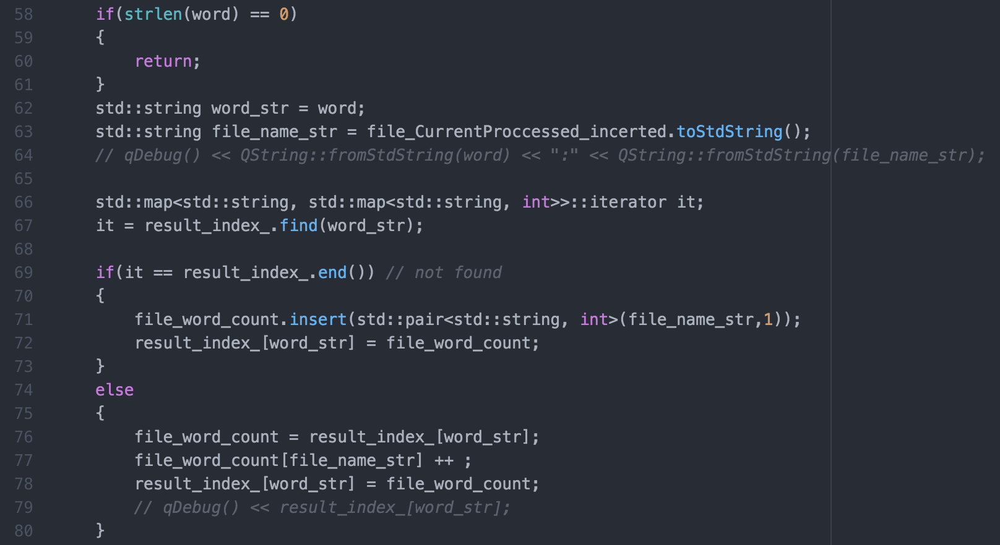 58 if(strlen(word) == 0)
59 {
60 return;
61 }
62 std::string word_str = word;
63 std::string file_name_str = file_CurrentProccessed_incerted.toStdString();
64 // qDebug() << QString::fromStdString(word) << ":" << QString::fromStdString(file_name_str);
65
66 std::map<std::string, std::map<std::string, int>>::iterator it;
67 it = result_index_.find(word_str);
68
69 if(it == result_index_.end()) // not found
70 {
71 file_word_count.insert(std::pair<std::string, int>(file_name_str,1));
72 result_index_[word_str] = file_word_count;
73 }
74 else
75 {
76 file_word_count = result_index_[word_str];
77 file_word_count[file_name_str] ++ ;
78 result_index_[word_str] = file_word_count;
79 // qDebug() << result_index_[word_str];
80 }